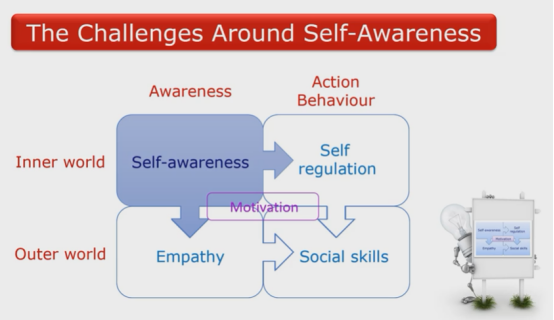 The Challenges Around Self-Awareness
Awareness
Action
Behaviour
Inner world
Self-awareness
Self
regulation
Motivation
Outer world
Empathy
Social skills
Self-awareness
Self
regulation
Motivation
Empathy
Social skills